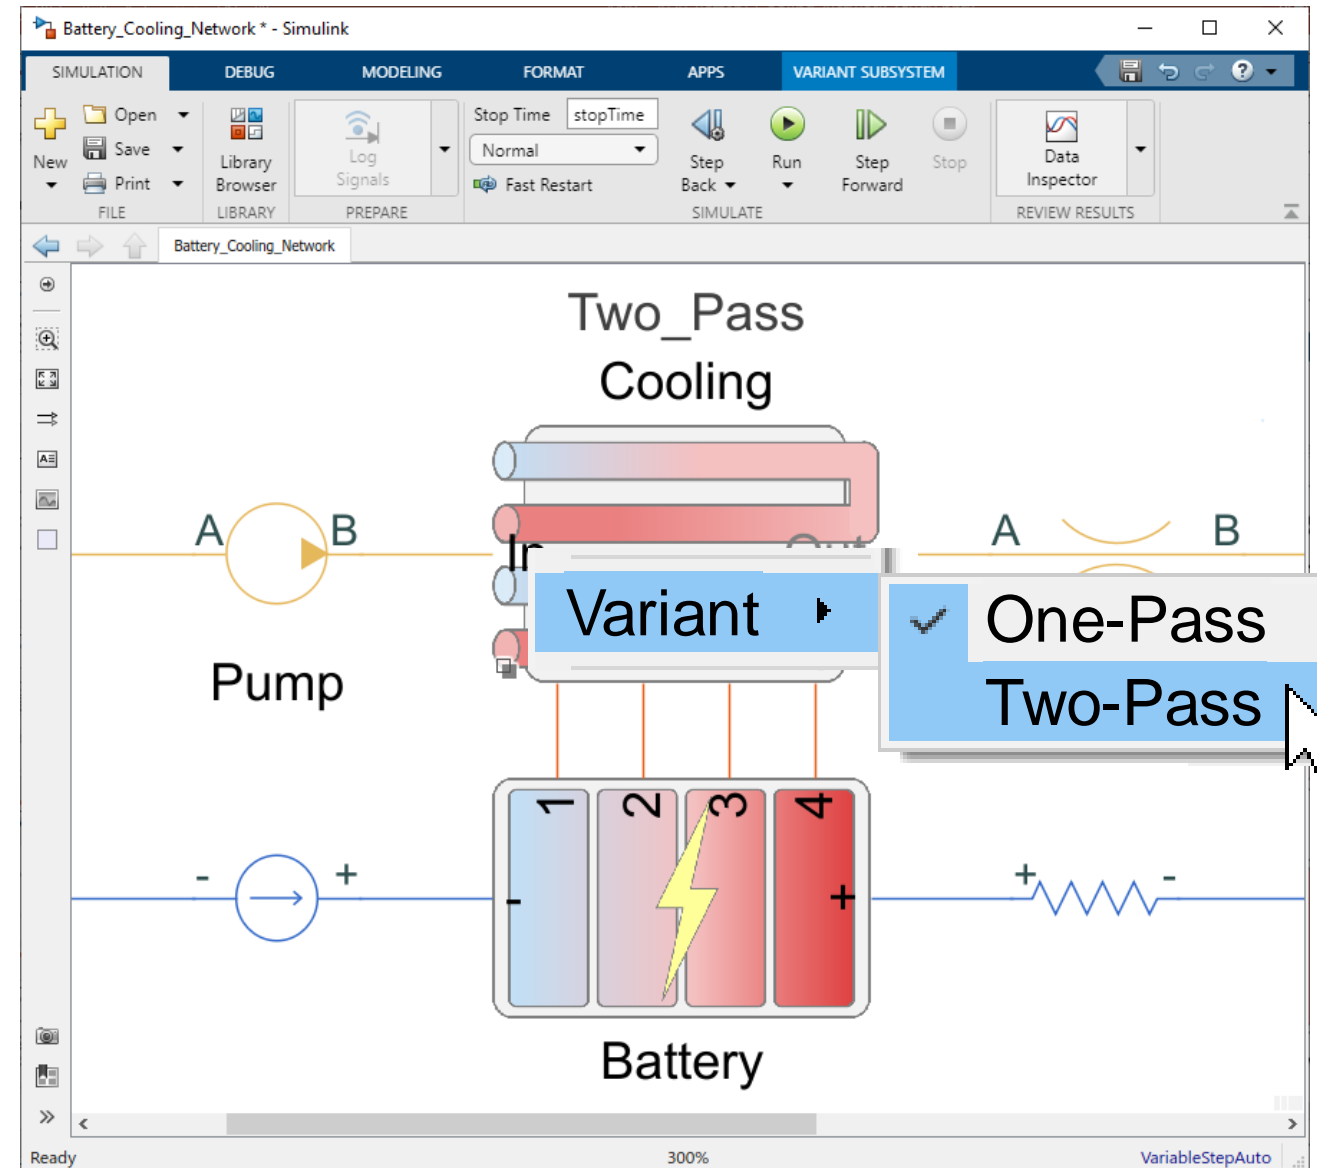 Battery_Cooling_Network * - Simulink
SIMULATION DEBUG MODELING FORMAT APPS VARIANT SUBSYSTEM
New
Open
Save
Print
FILE
Library
Browser
LIBRARY
Log
Signals
PREPARE
Stop Time stopTime
Normal
Fast Restart
Step
Back
Run
Step
Forward
Stop
SIMULATE
Data
Inspector
REVIEW RESULTS
Battery_Cooling_Network
Two_Pass
Cooling
A B
In Out
A B
Variant
One-Pass
Two-Pass
Pump
1 2 3 4
- +
- +
+ -
Battery
Ready 300% VariableStepAuto